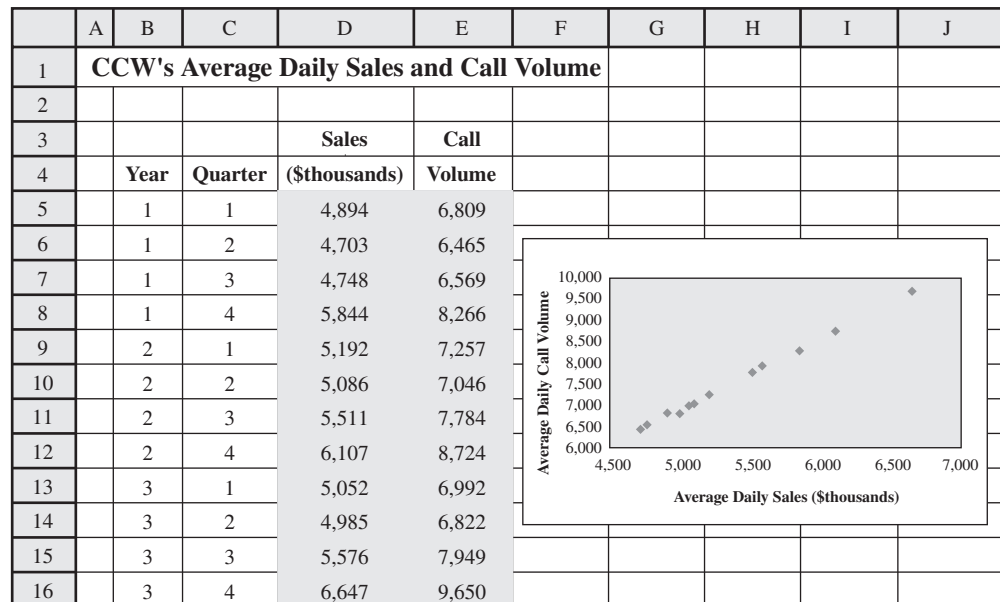 A B C D E F G H I J
1 CCW's Average Daily Sales and Call Volume
2
3 Sales Call
4 Year Quarter ($thousands) Volume
5 1 1 4,894 6,809
6 1 2 4,703 6,465
7 1 3 4,748 6,569
8 1 4 5,844 8,266
9 2 1 5,192 7,257
10 2 2 5,086 7,046
11 2 3 5,511 7,784
12 2 4 6,107 8,724
13 3 1 5,052 6,992
14 3 2 4,985 6,822
15 3 3 5,576 7,949
16 3 4 6,647 9,650
Average Daily Call Volume
10,000
9,500
9,000
8,500
8,000
7,500
7,000
6,500
6,000
4,500 5,000 5,500 6,000 6,500 7,000
Average Daily Sales ($thousands)